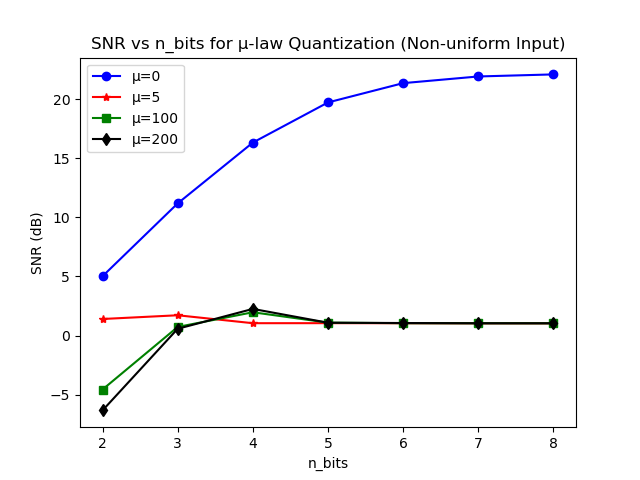 SNR vs n_bits for μ-law Quantization (Non-uniform Input)
μ=0
μ=5
μ=100
μ=200
SNR (dB)
20
15
10
5
0
−5
2 3 4 5 6 7 8
n_bits